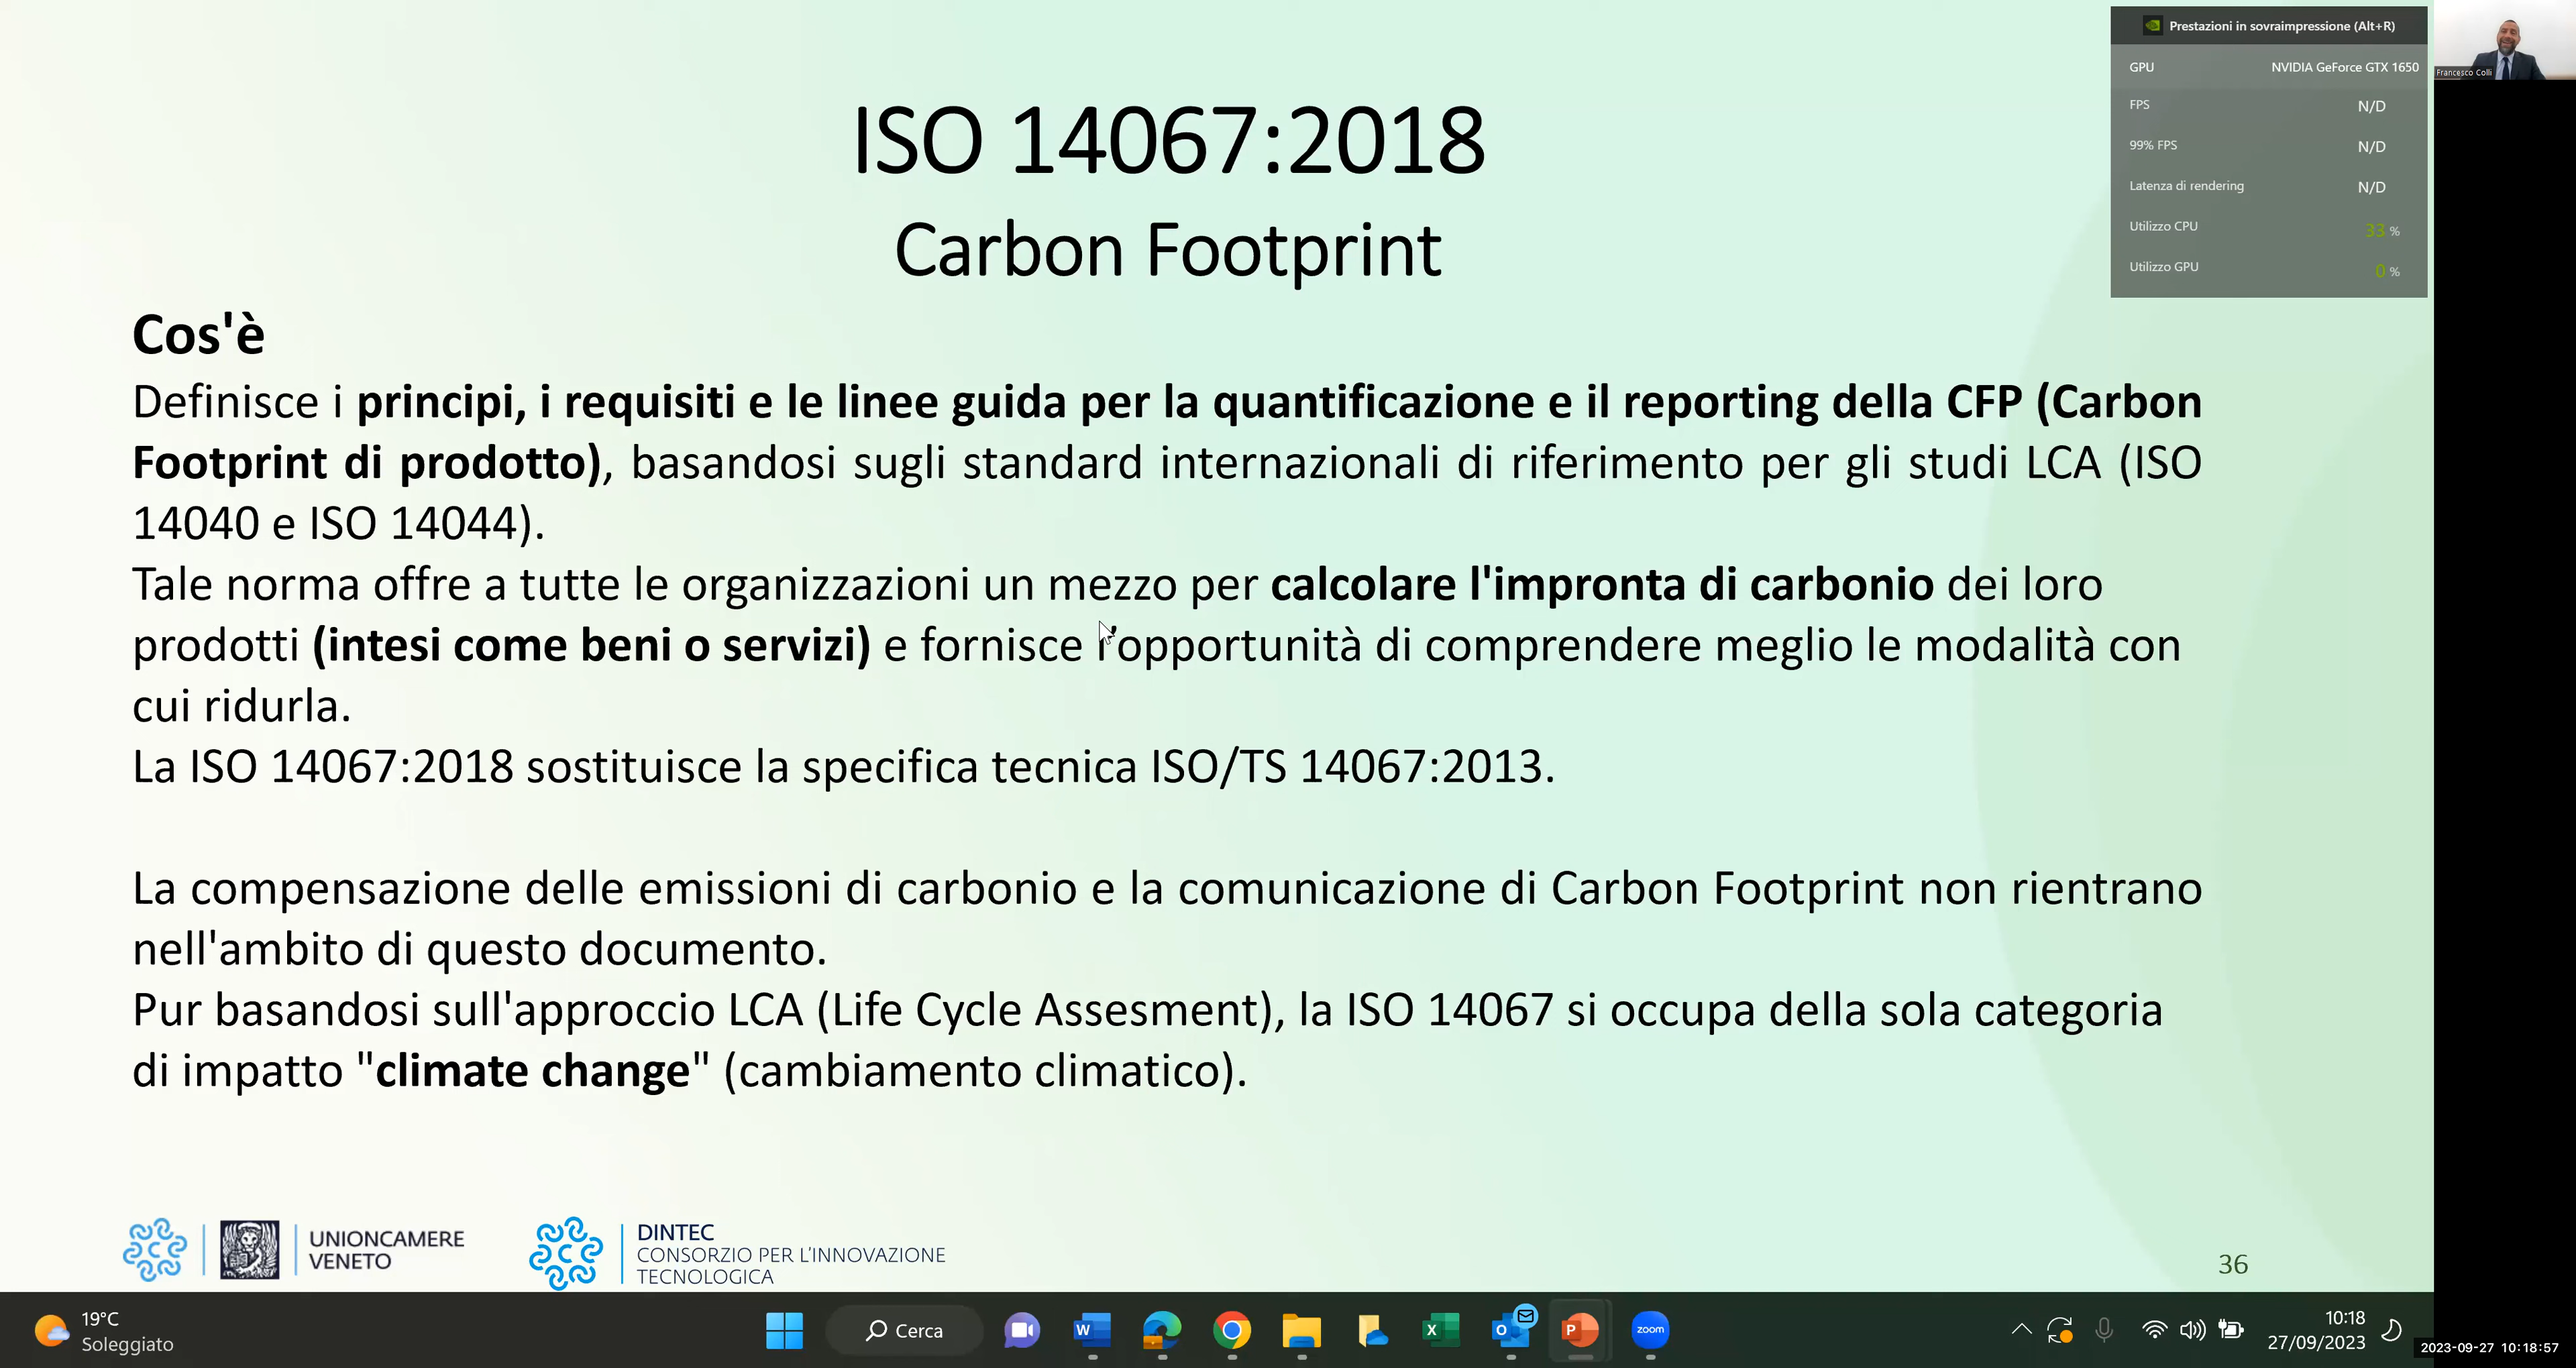 ISO 14067:2018
Carbon Footprint
Cos'è
Definisce i principi, i requisiti e le linee guida per la quantificazione e il reporting della CFP (Carbon
Footprint di prodotto), basandosi sugli standard internazionali di riferimento per gli studi LCA (ISO
14040 e ISO 14044).
Tale norma offre a tutte le organizzazioni un mezzo per calcolare l'impronta di carbonio dei loro
prodotti (intesi come beni o servizi) e fornisce l'opportunità di comprendere meglio le modalità con
cui ridurla.
La ISO 14067:2018 sostituisce la specifica tecnica ISO/TS 14067:2013.
La compensazione delle emissioni di carbonio e la comunicazione di Carbon Footprint non rientrano
nell'ambito di questo documento.
Pur basandosi sull'approccio LCA (Life Cycle Assesment), la ISO 14067 si occupa della sola categoria
di impatto "climate change" (cambiamento climatico).
UNIONCAMERE
VENETO
DINTEC
CONSORZIO PER L'INNOVAZIONE
TECNOLOGICA
36
Prestazioni in sovraimpressione (Alt+R)
GPU NVIDIA GeForce GTX 1650
FPS N/D
99% FPS N/D
Latenza di rendering N/D
Utilizzo CPU 33 %
Utilizzo GPU 0 %
Francesco Colli
19°C
Soleggiato
Cerca
zoom
10:18
27/09/2023
2023-09-27 10:18:57